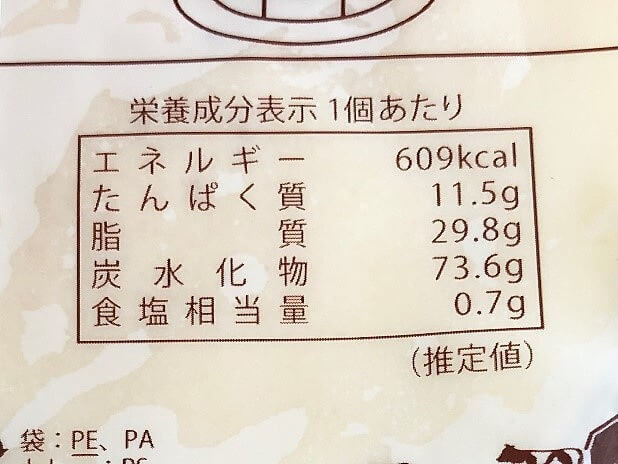 栄養成分表示 1個あたり
エネルギー 609kcal
たんぱく質 11.5g
脂質 29.8g
炭水化物 73.6g
食塩相当量 0.7g
(推定値)
袋:PE、PA